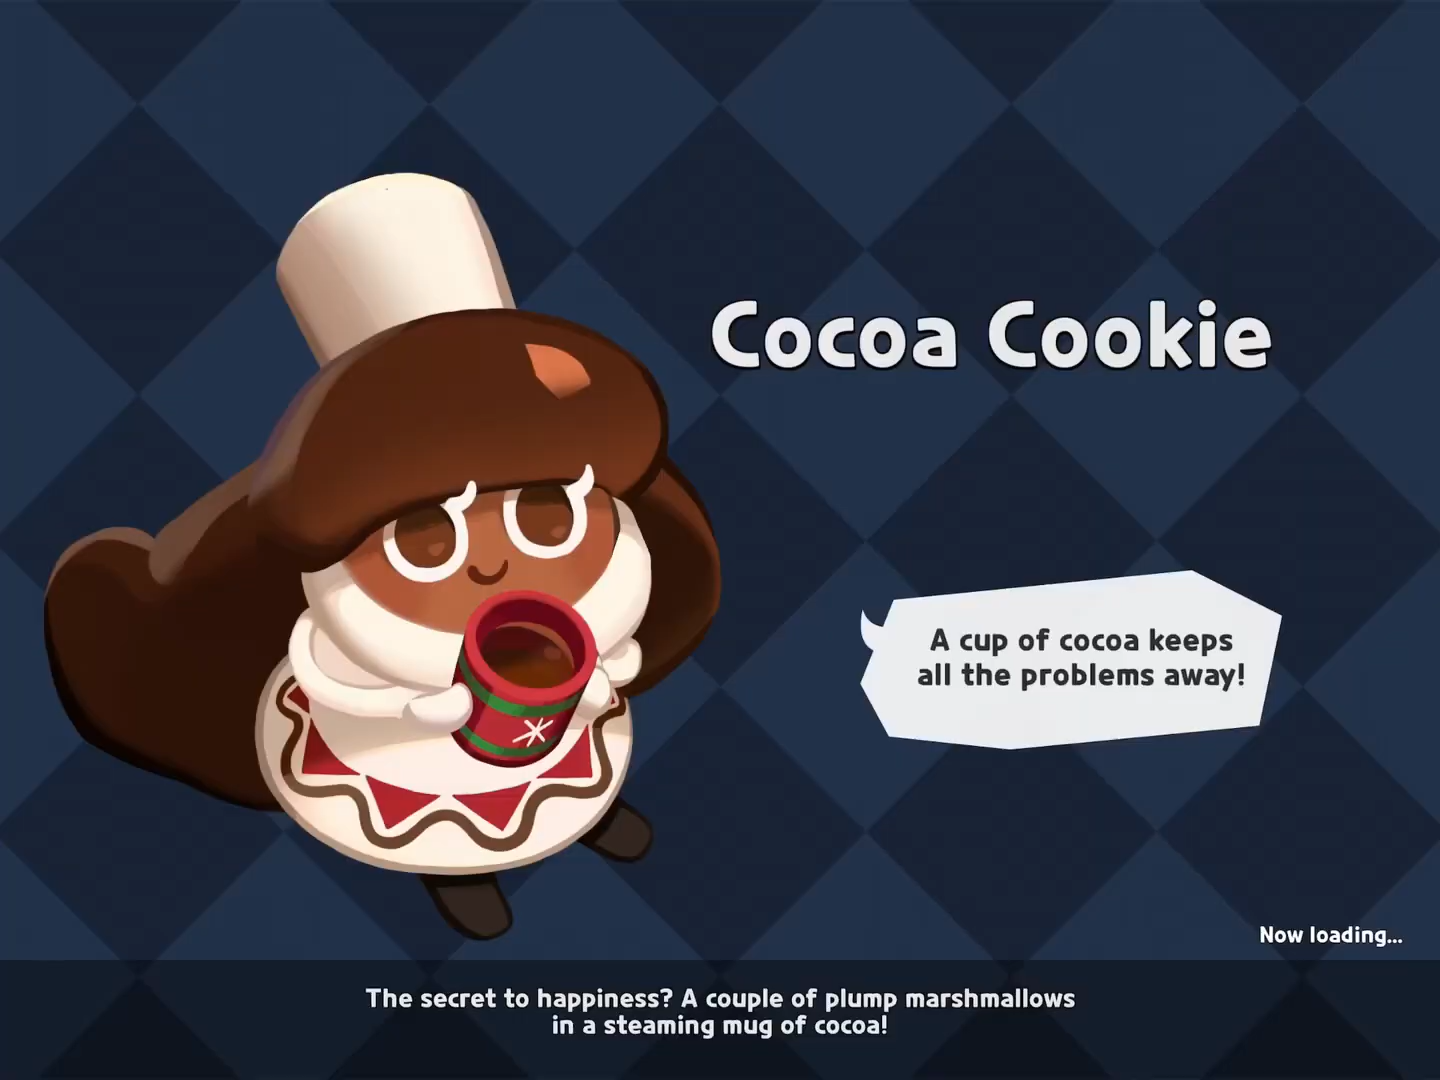 Cocoa Cookie
A cup of cocoa keeps
all the problems away!
Now loading...
The secret to happiness? A couple of plump marshmallows
in a steaming mug of cocoa!